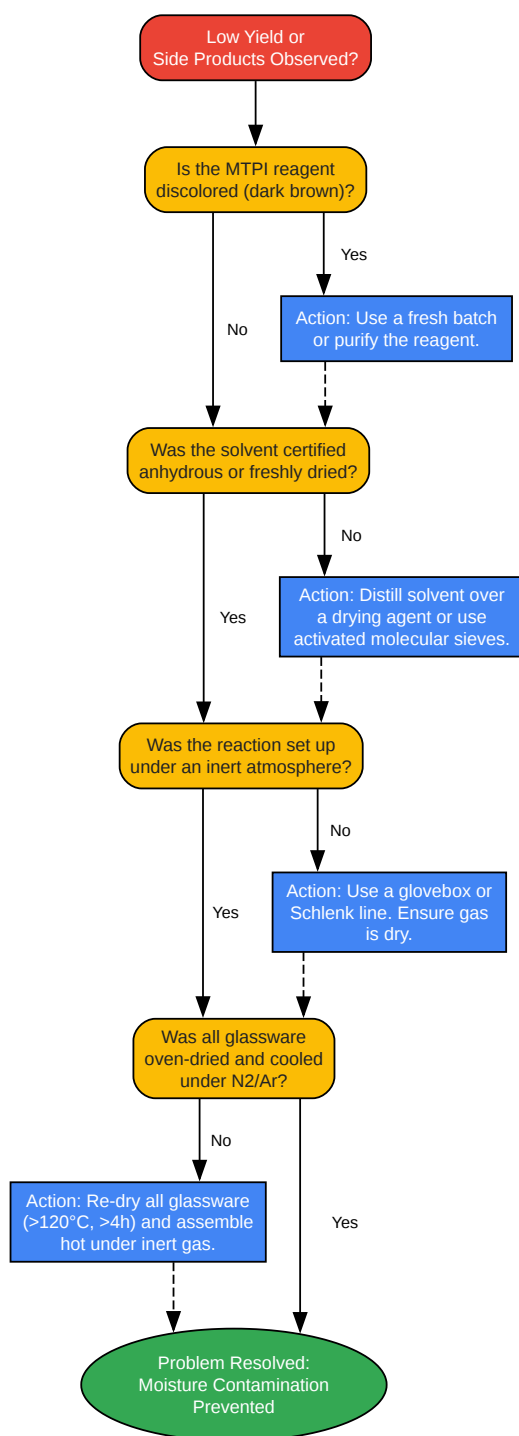 Low Yield or
Side Products Observed?
Is the MTPI reagent
discolored (dark brown)?
Yes
Action: Use a fresh batch
or purify the reagent.
No
Was the solvent certified
anhydrous or freshly dried?
No
Action: Distill solvent over
a drying agent or use
activated molecular sieves.
Yes
Was the reaction set up
under an inert atmosphere?
No
Action: Use a glovebox or
Schlenk line. Ensure gas
is dry.
Yes
Was all glassware
oven-dried and cooled
under N2/Ar?
No
Action: Re-dry all glassware
(>120°C, >4h) and assemble
hot under inert gas.
Yes
Problem Resolved:
Moisture Contamination
Prevented